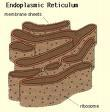 Endoplasmic Reticulum
membrane sheets
ribosome